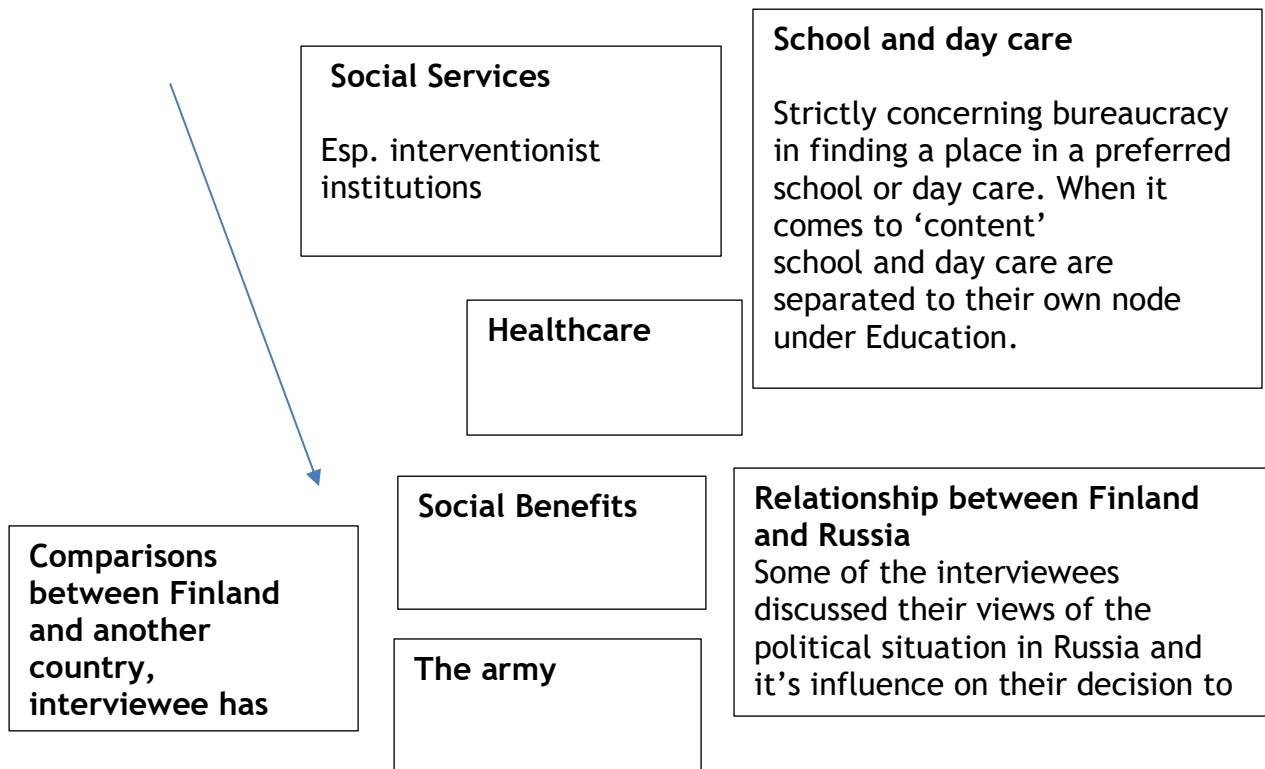 Social Services
Esp. interventionist
institutions
School and day care
Strictly concerning bureaucracy
in finding a place in a preferred
school or day care. When it
comes to ‘content’
school and day care are
separated to their own node
under Education.
Healthcare
Social Benefits
Relationship between Finland
and Russia
Some of the interviewees
discussed their views of the
political situation in Russia and
it’s influence on their decision to
Comparisons
between Finland
and another
country,
interviewee has
The army